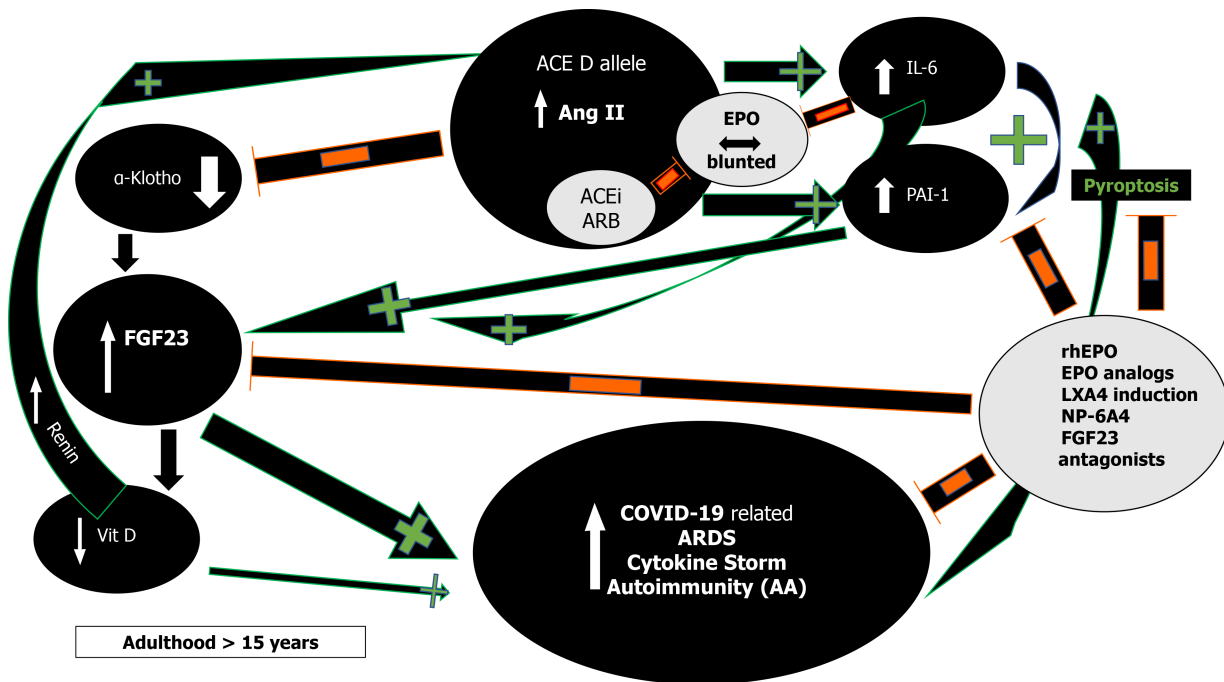 ACE D allele
Ang II
EPO
blunted
ACEi
ARB
IL-6
PAI-1
Pyroptosis
α-Klotho
FGF23
Renin
Vit D
rhEPO
EPO analogs
LXA4 induction
NP-6A4
FGF23
antagonists
COVID-19 related
ARDS
Cytokine Storm
Autoimmunity (AA)
Adulthood > 15 years